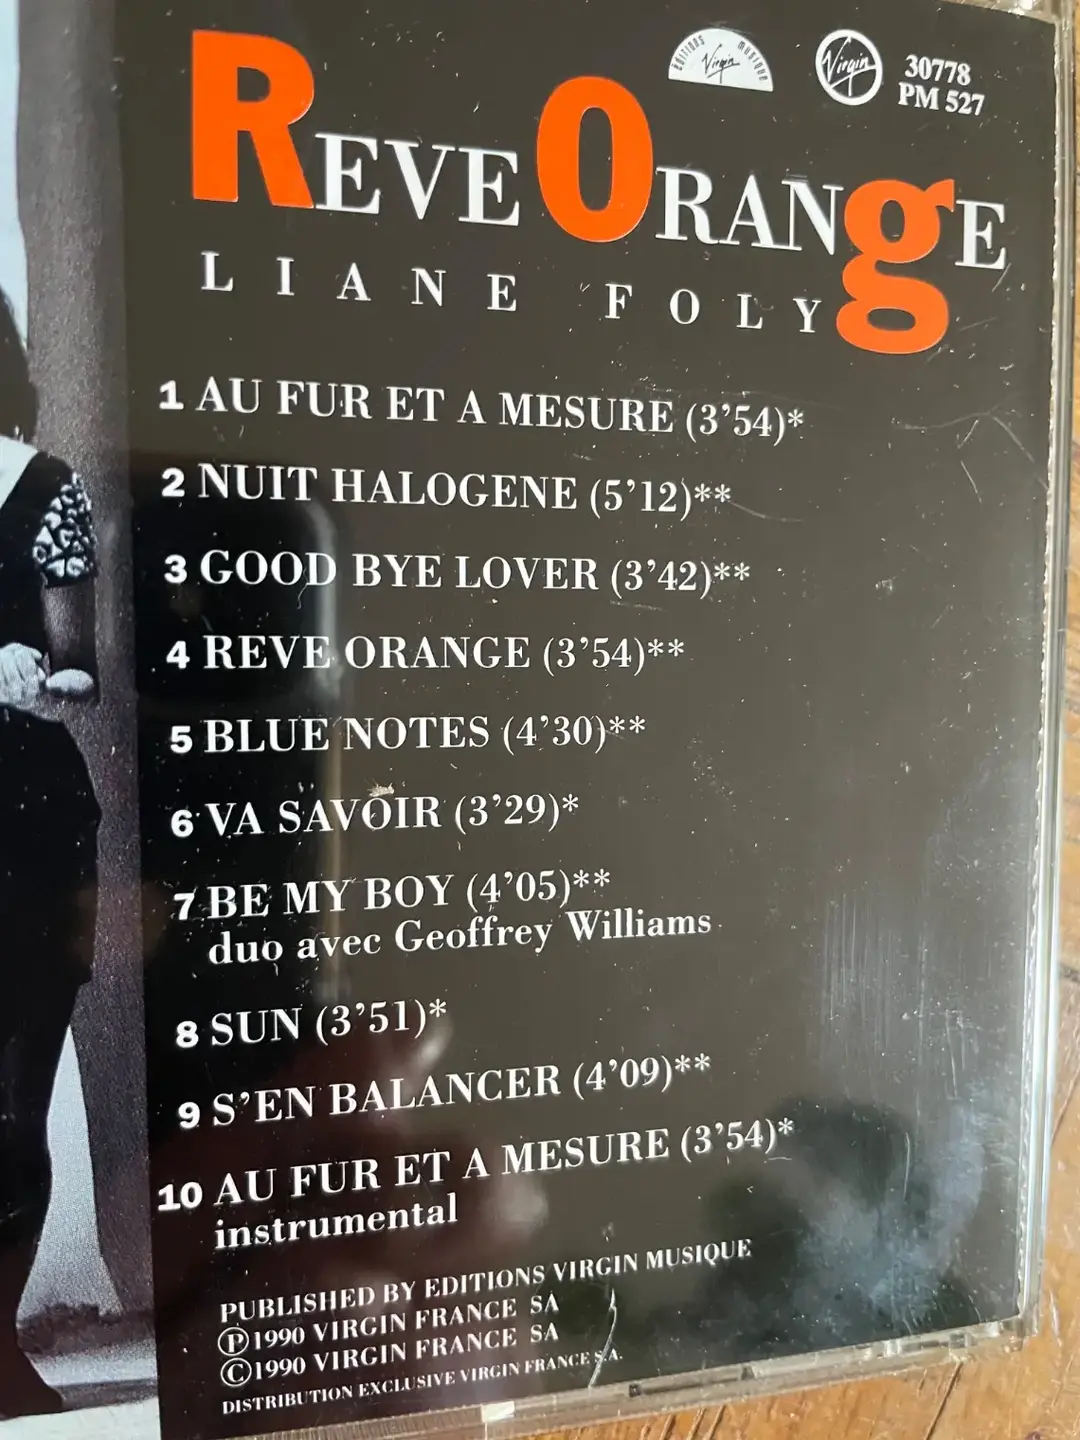 ÉDITIONS Virgin MUSIQUE
Virgin
30778
PM 527
REVE ORANgE
LIANE FOLY
1 AU FUR ET A MESURE (3'54)*
2 NUIT HALOGENE (5'12)**
3 GOOD BYE LOVER (3'42)**
4 REVE ORANGE (3'54)**
5 BLUE NOTES (4'30)**
6 VA SAVOIR (3'29)*
7 BE MY BOY (4'05)**
duo avec Geoffrey Williams
8 SUN (3'51)*
9 S'EN BALANCER (4'09)**
10 AU FUR ET A MESURE (3'54)*
instrumental
PUBLISHED BY EDITIONS VIRGIN MUSIQUE
Ⓟ1990 VIRGIN FRANCE SA
©1990 VIRGIN FRANCE SA
DISTRIBUTION EXCLUSIVE VIRGIN FRANCE S.A.